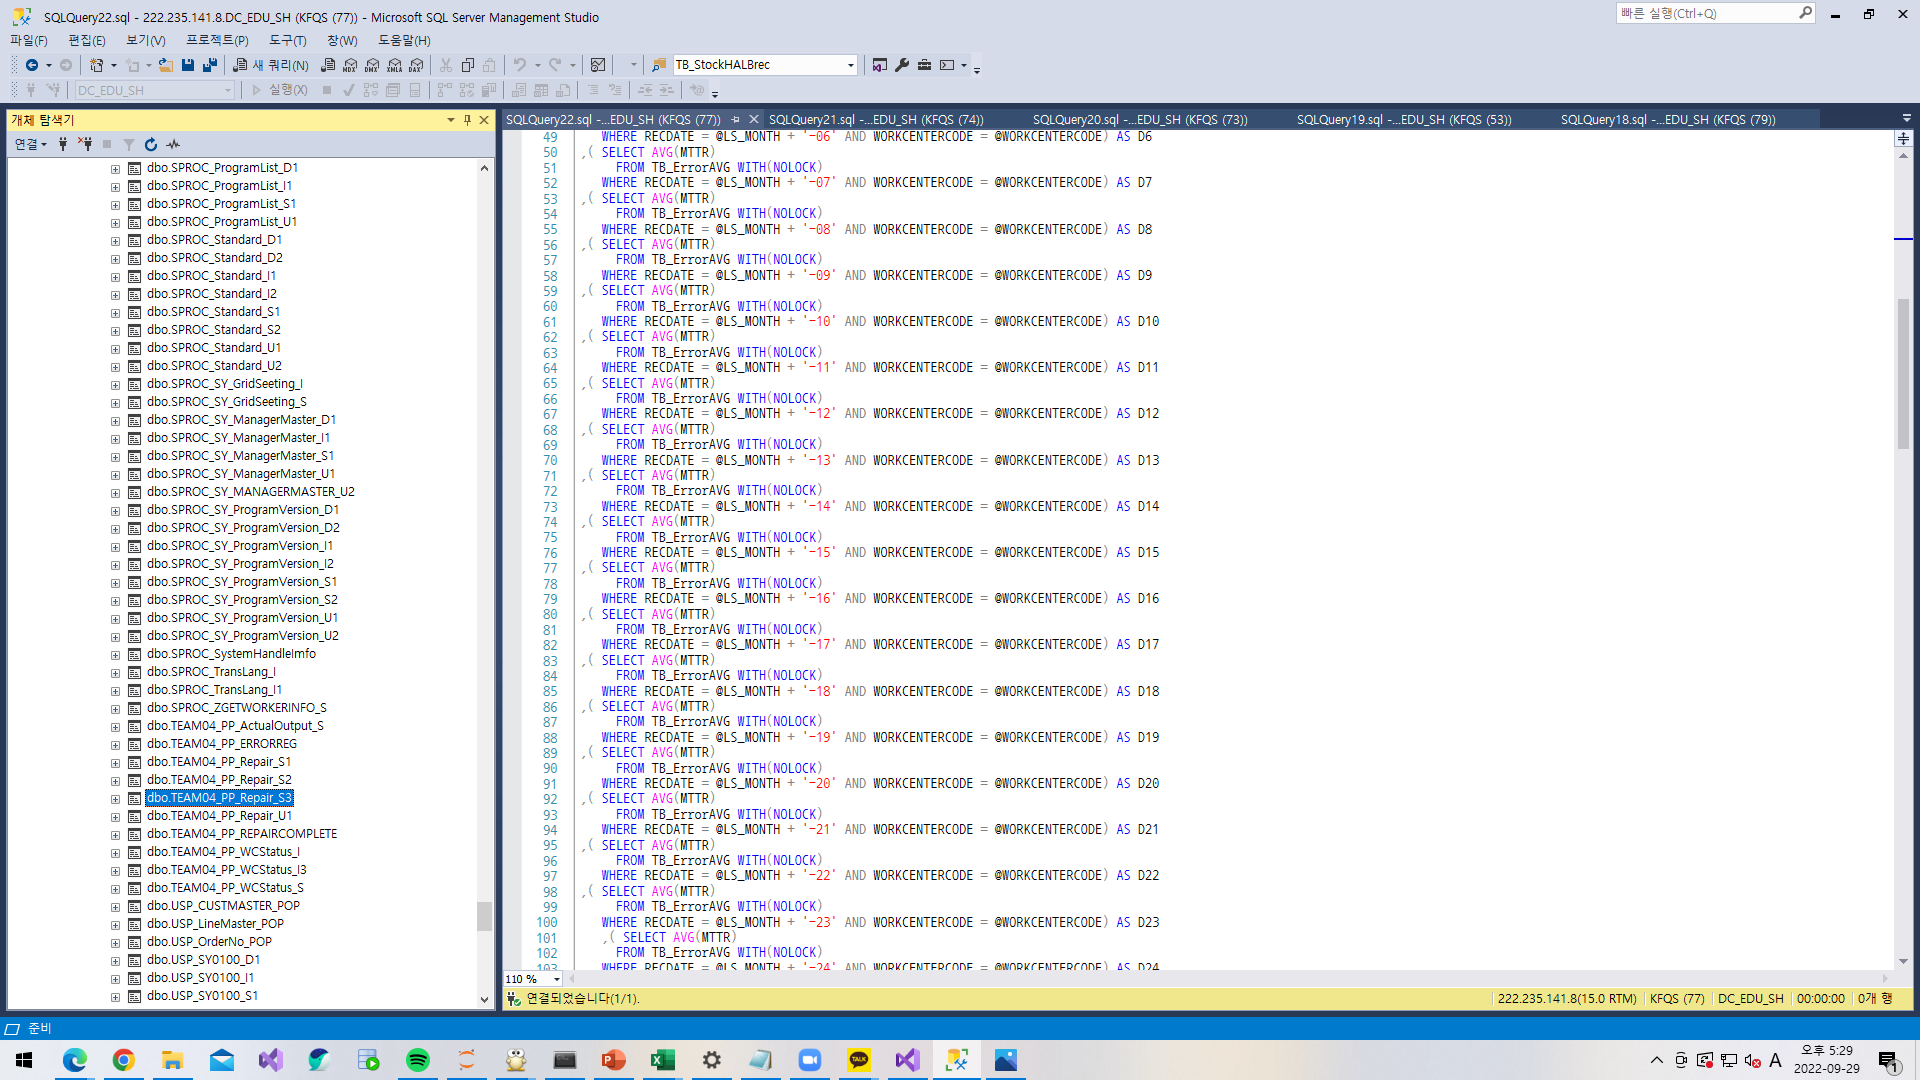 SQLQuery22.sql - 222.235.141.8.DC_EDU_SH (KFQS (77)) - Microsoft SQL Server Management Studio
빠른 실행(Ctrl+Q)
파일(F) 편집(E) 보기(V) 프로젝트(P) 도구(T) 창(W) 도움말(H)
새 쿼리(N) MDX DMX XMLA DAX TB_StockHALBrec
DC_EDU_SH 실행(X)
개체 탐색기
연결
dbo.SPROC_ProgramList_D1
dbo.SPROC_ProgramList_I1
dbo.SPROC_ProgramList_S1
dbo.SPROC_ProgramList_U1
dbo.SPROC_Standard_D1
dbo.SPROC_Standard_D2
dbo.SPROC_Standard_I1
dbo.SPROC_Standard_I2
dbo.SPROC_Standard_S1
dbo.SPROC_Standard_S2
dbo.SPROC_Standard_U1
dbo.SPROC_Standard_U2
dbo.SPROC_SY_GridSeeting_I
dbo.SPROC_SY_GridSeeting_S
dbo.SPROC_SY_ManagerMaster_D1
dbo.SPROC_SY_ManagerMaster_I1
dbo.SPROC_SY_ManagerMaster_S1
dbo.SPROC_SY_ManagerMaster_U1
dbo.SPROC_SY_MANAGERMASTER_U2
dbo.SPROC_SY_ProgramVersion_D1
dbo.SPROC_SY_ProgramVersion_D2
dbo.SPROC_SY_ProgramVersion_I1
dbo.SPROC_SY_ProgramVersion_I2
dbo.SPROC_SY_ProgramVersion_S1
dbo.SPROC_SY_ProgramVersion_S2
dbo.SPROC_SY_ProgramVersion_U1
dbo.SPROC_SY_ProgramVersion_U2
dbo.SPROC_SystemHandleImfo
dbo.SPROC_TransLang_I
dbo.SPROC_TransLang_I1
dbo.SPROC_ZGETWORKERINFO_S
dbo.TEAM04_PP_ActualOutput_S
dbo.TEAM04_PP_ERRORREG
dbo.TEAM04_PP_Repair_S1
dbo.TEAM04_PP_Repair_S2
dbo.TEAM04_PP_Repair_S3
dbo.TEAM04_PP_Repair_U1
dbo.TEAM04_PP_REPAIRCOMPLETE
dbo.TEAM04_PP_WCStatus_I
dbo.TEAM04_PP_WCStatus_I3
dbo.TEAM04_PP_WCStatus_S
dbo.USP_CUSTMASTER_POP
dbo.USP_LineMaster_POP
dbo.USP_OrderNo_POP
dbo.USP_SY0100_D1
dbo.USP_SY0100_I1
dbo.USP_SY0100_S1
SQLQuery22.sql -...EDU_SH (KFQS (77)) SQLQuery21.sql -...EDU_SH (KFQS (74)) SQLQuery20.sql -...EDU_SH (KFQS (73)) SQLQuery19.sql -...EDU_SH (KFQS (53)) SQLQuery18.sql -...EDU_SH (KFQS (79))
49 WHERE RECDATE = @LS_MONTH + '-06' AND WORKCENTERCODE = @WORKCENTERCODE) AS D6
50 ,( SELECT AVG(MTTR)
51 FROM TB_ErrorAVG WITH(NOLOCK)
52 WHERE RECDATE = @LS_MONTH + '-07' AND WORKCENTERCODE = @WORKCENTERCODE) AS D7
53 ,( SELECT AVG(MTTR)
54 FROM TB_ErrorAVG WITH(NOLOCK)
55 WHERE RECDATE = @LS_MONTH + '-08' AND WORKCENTERCODE = @WORKCENTERCODE) AS D8
56 ,( SELECT AVG(MTTR)
57 FROM TB_ErrorAVG WITH(NOLOCK)
58 WHERE RECDATE = @LS_MONTH + '-09' AND WORKCENTERCODE = @WORKCENTERCODE) AS D9
59 ,( SELECT AVG(MTTR)
60 FROM TB_ErrorAVG WITH(NOLOCK)
61 WHERE RECDATE = @LS_MONTH + '-10' AND WORKCENTERCODE = @WORKCENTERCODE) AS D10
62 ,( SELECT AVG(MTTR)
63 FROM TB_ErrorAVG WITH(NOLOCK)
64 WHERE RECDATE = @LS_MONTH + '-11' AND WORKCENTERCODE = @WORKCENTERCODE) AS D11
65 ,( SELECT AVG(MTTR)
66 FROM TB_ErrorAVG WITH(NOLOCK)
67 WHERE RECDATE = @LS_MONTH + '-12' AND WORKCENTERCODE = @WORKCENTERCODE) AS D12
68 ,( SELECT AVG(MTTR)
69 FROM TB_ErrorAVG WITH(NOLOCK)
70 WHERE RECDATE = @LS_MONTH + '-13' AND WORKCENTERCODE = @WORKCENTERCODE) AS D13
71 ,( SELECT AVG(MTTR)
72 FROM TB_ErrorAVG WITH(NOLOCK)
73 WHERE RECDATE = @LS_MONTH + '-14' AND WORKCENTERCODE = @WORKCENTERCODE) AS D14
74 ,( SELECT AVG(MTTR)
75 FROM TB_ErrorAVG WITH(NOLOCK)
76 WHERE RECDATE = @LS_MONTH + '-15' AND WORKCENTERCODE = @WORKCENTERCODE) AS D15
77 ,( SELECT AVG(MTTR)
78 FROM TB_ErrorAVG WITH(NOLOCK)
79 WHERE RECDATE = @LS_MONTH + '-16' AND WORKCENTERCODE = @WORKCENTERCODE) AS D16
80 ,( SELECT AVG(MTTR)
81 FROM TB_ErrorAVG WITH(NOLOCK)
82 WHERE RECDATE = @LS_MONTH + '-17' AND WORKCENTERCODE = @WORKCENTERCODE) AS D17
83 ,( SELECT AVG(MTTR)
84 FROM TB_ErrorAVG WITH(NOLOCK)
85 WHERE RECDATE = @LS_MONTH + '-18' AND WORKCENTERCODE = @WORKCENTERCODE) AS D18
86 ,( SELECT AVG(MTTR)
87 FROM TB_ErrorAVG WITH(NOLOCK)
88 WHERE RECDATE = @LS_MONTH + '-19' AND WORKCENTERCODE = @WORKCENTERCODE) AS D19
89 ,( SELECT AVG(MTTR)
90 FROM TB_ErrorAVG WITH(NOLOCK)
91 WHERE RECDATE = @LS_MONTH + '-20' AND WORKCENTERCODE = @WORKCENTERCODE) AS D20
92 ,( SELECT AVG(MTTR)
93 FROM TB_ErrorAVG WITH(NOLOCK)
94 WHERE RECDATE = @LS_MONTH + '-21' AND WORKCENTERCODE = @WORKCENTERCODE) AS D21
95 ,( SELECT AVG(MTTR)
96 FROM TB_ErrorAVG WITH(NOLOCK)
97 WHERE RECDATE = @LS_MONTH + '-22' AND WORKCENTERCODE = @WORKCENTERCODE) AS D22
98 ,( SELECT AVG(MTTR)
99 FROM TB_ErrorAVG WITH(NOLOCK)
100 WHERE RECDATE = @LS_MONTH + '-23' AND WORKCENTERCODE = @WORKCENTERCODE) AS D23
101 ,( SELECT AVG(MTTR)
102 FROM TB_ErrorAVG WITH(NOLOCK)
103 WHERE RECDATE = @LS_MONTH + '-24' AND WORKCENTERCODE = @WORKCENTERCODE) AS D24
110 %
연결되었습니다(1/1). 222.235.141.8(15.0 RTM) KFQS (77) DC_EDU_SH 00:00:00 0개 행
준비
TALK
A 오후 5:29
2022-09-29
1